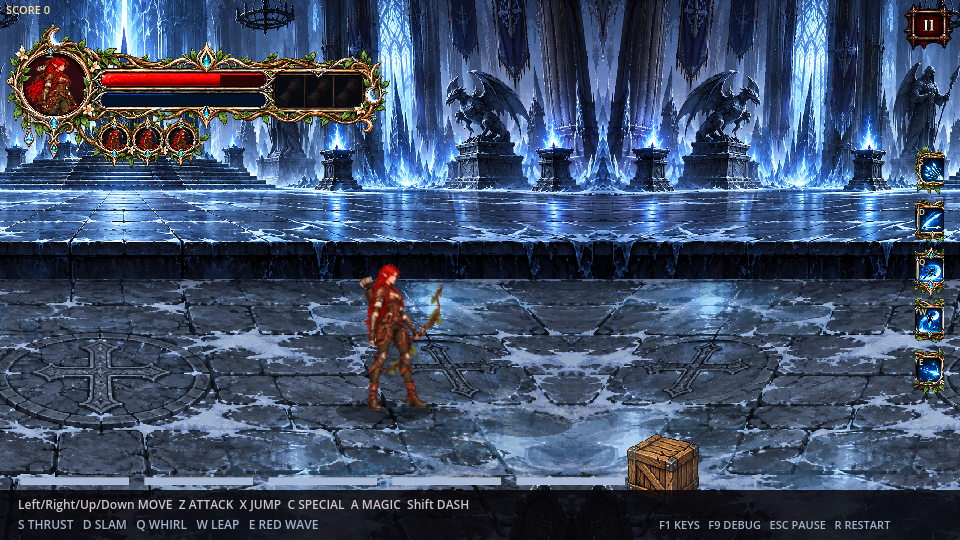 SCORE 0
Left/Right/Up/Down MOVE Z ATTACK X JUMP C SPECIAL A MAGIC Shift DASH
S THRUST D SLAM Q WHIRL W LEAP E RED WAVE
F1 KEYS F9 DEBUG ESC PAUSE R RESTART
D
Q
W
E